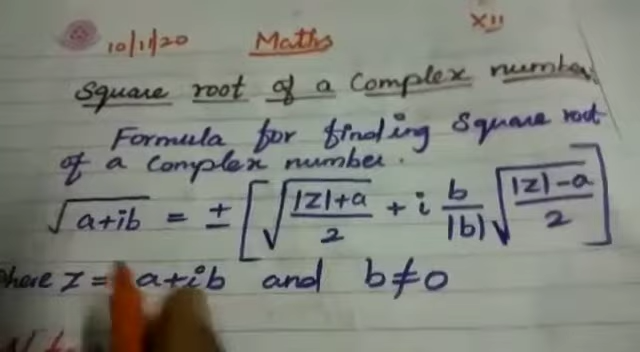 10/11/20 Maths XII
Square root of a Complex number.
Formula for finding square root
of a complex number.
√a+ib = ± [ √|z|+a/2 + i b/|b| √|z|-a/2 ]
where z = a+ib and b≠0